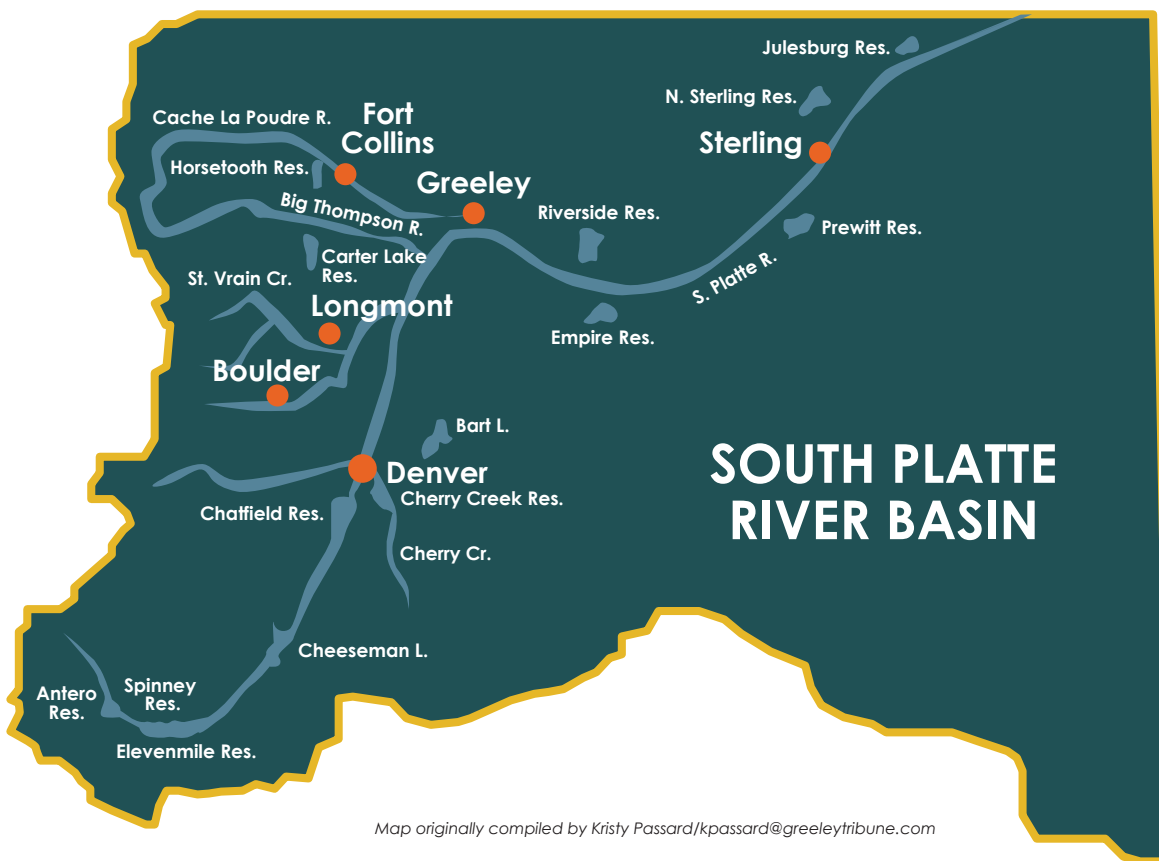 Julesburg Res.
N. Sterling Res.
Sterling
Cache La Poudre R.
Fort
Collins
Horsetooth Res.
Greeley
Big Thompson R.
Riverside Res.
Prewitt Res.
Carter Lake
Res.
St. Vrain Cr.
S. Platte R.
Longmont
Empire Res.
Boulder
Bart L.
SOUTH PLATTE
RIVER BASIN
Denver
Cherry Creek Res.
Chatfield Res.
Cherry Cr.
Cheeseman L.
Spinney
Res.
Antero
Res.
Elevenmile Res.
Map originally compiled by Kristy Passard/kpassard@greeleytribune.com